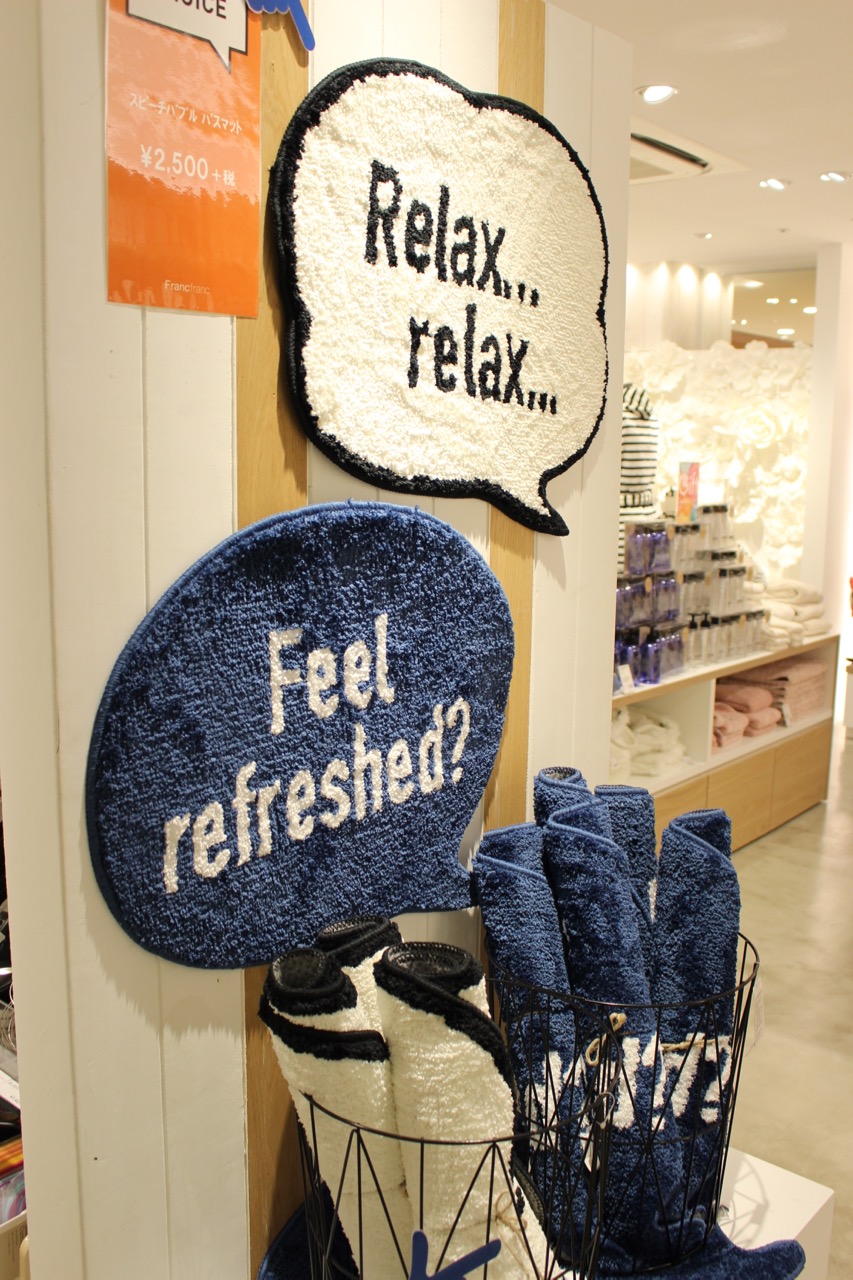 スピーチバブル バスマット
¥2,500+税
Francfranc
Relax...
relax...
Feel
refreshed?